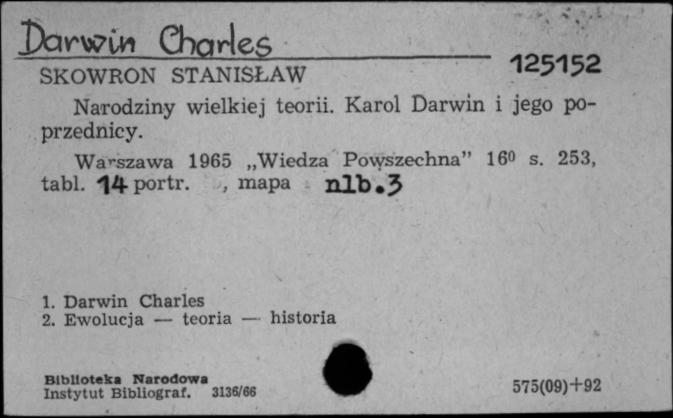 Darwin Charles
125152
SKOWRON STANISŁAW
Narodziny wielkiej teorii. Karol Darwin i jego po-
przednicy.
Warszawa 1965 „Wiedza Powszechna” 16⁰ s. 253,
tabl. 14 portr. , mapa nlb.3
1. Darwin Charles
2. Ewolucja — teoria — historia
Biblioteka Narodowa
Instytut Bibliograf. 3136/66
575(09)+92